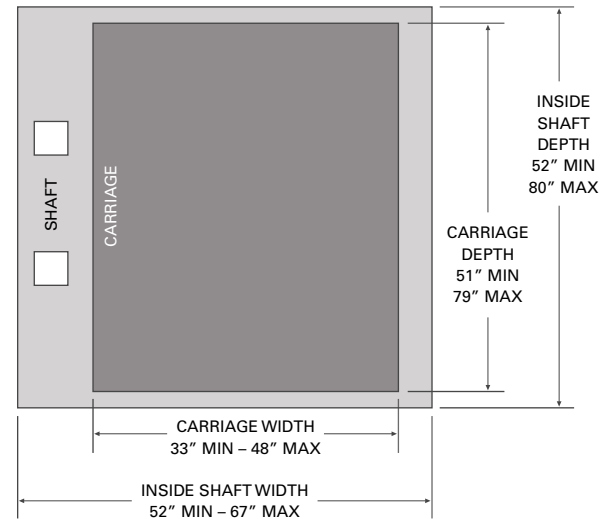 INSIDE
SHAFT
DEPTH
52" MIN
80" MAX
SHAFT
CARRIAGE
CARRIAGE
DEPTH
51" MIN
79" MAX
CARRIAGE WIDTH
33" MIN – 48" MAX
INSIDE SHAFT WIDTH
52" MIN – 67" MAX